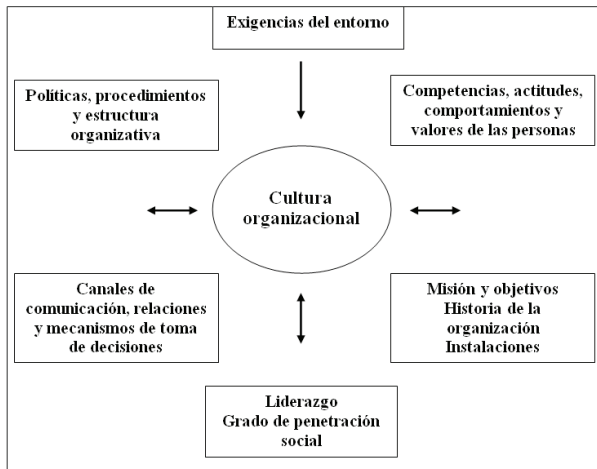 Exigencias del entorno
Políticas, procedimientos
y estructura
organizativa
Competencias, actitudes,
comportamientos y
valores de las personas
Cultura
organizacional
Canales de
comunicación, relaciones
y mecanismos de toma
de decisiones
Misión y objetivos
Historia de la
organización
Instalaciones
Liderazgo
Grado de penetración
social